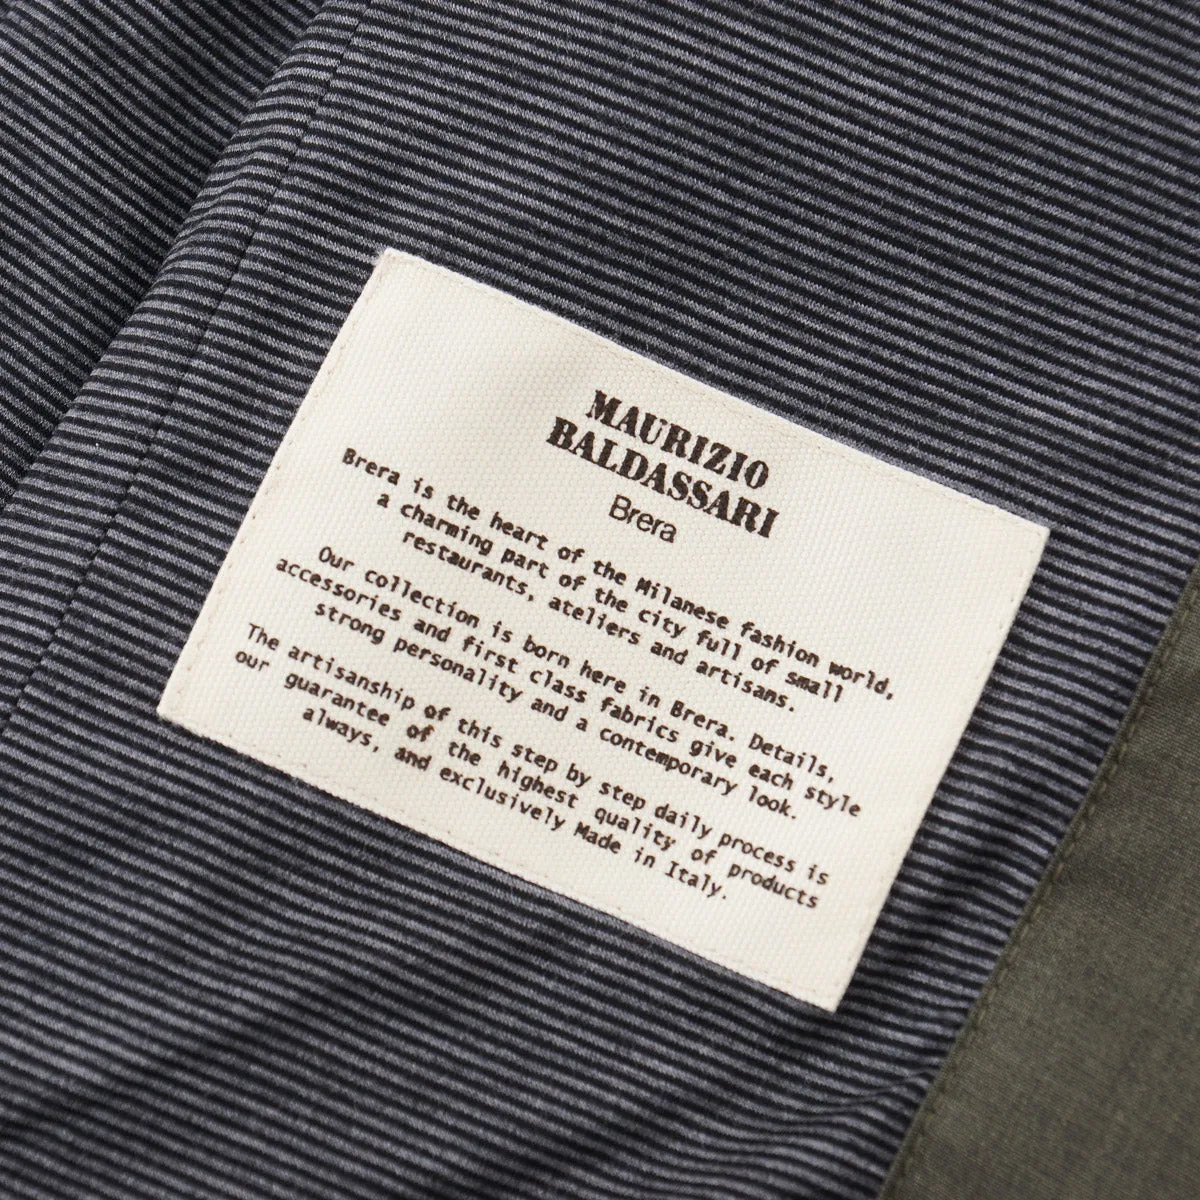 MAURIZIO
BALDASSARI
Brera
Brera is the heart of the Milanese fashion world,
a charming part of the city full of small
restaurants, ateliers and artisans.
Our collection is born here in Brera. Details,
accessories and first class fabrics give each style
strong personality and a contemporary look.
The artisanship of this step by step daily process is
our guarantee of the highest quality of products
always, and exclusively Made in Italy.